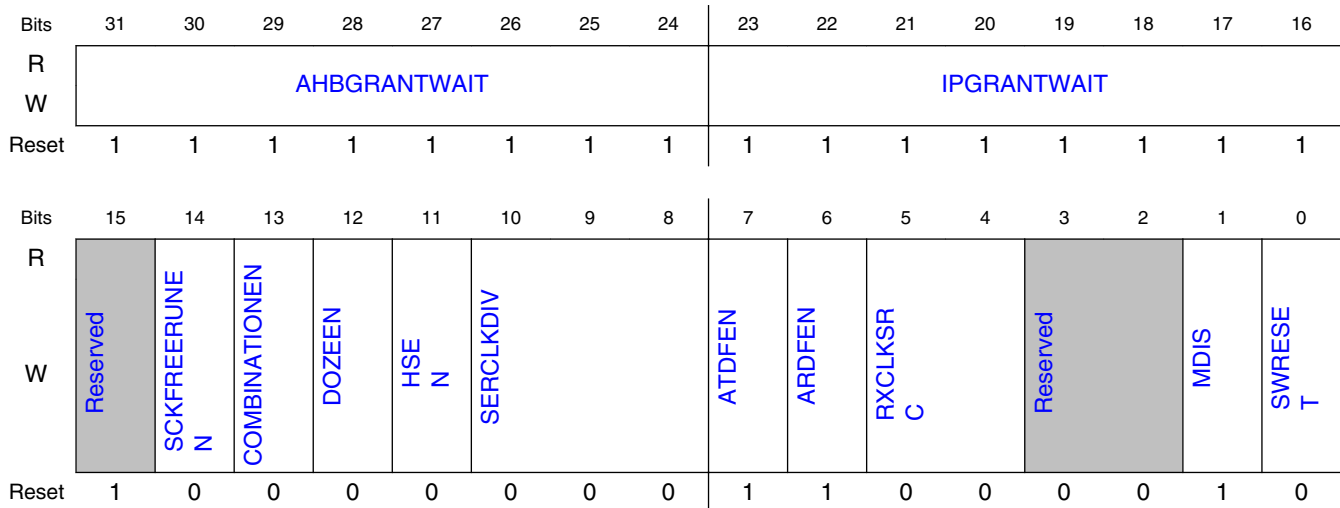 Bits 31 30 29 28 27 26 25 24 23 22 21 20 19 18 17 16
R
AHBGRANTWAIT IPGRANTWAIT
W
Reset 1 1 1 1 1 1 1 1 1 1 1 1 1 1 1 1
Bits 15 14 13 12 11 10 9 8 7 6 5 4 3 2 1 0
R
W
Reserved
SCKFREERUNE
N
COMBINATIONEN
DOZEEN
HSE
N
SERCLKDIV
ATDFEN
ARDFEN
RXCLKSR
C
Reserved
MDIS
SWRESE
T
Reset 1 0 0 0 0 0 0 0 1 1 0 0 0 0 1 0